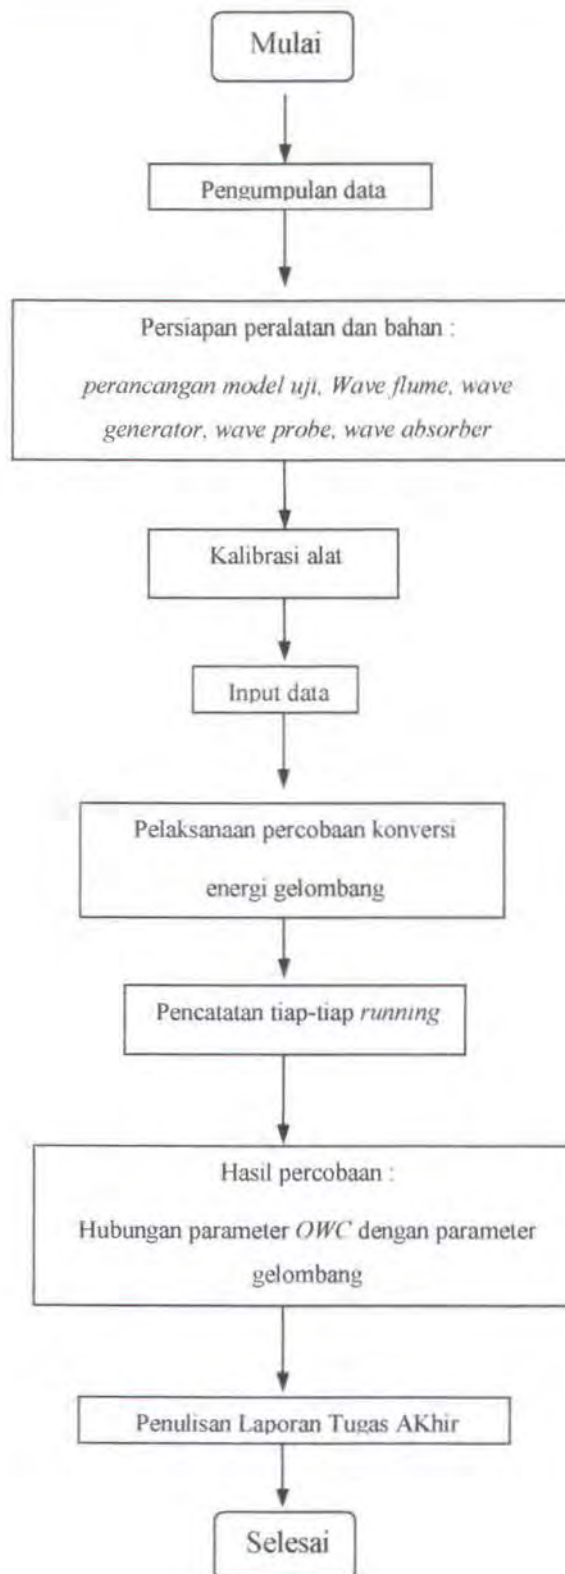 Mulai
Pengumpulan data
Persiapan peralatan dan bahan :
perancangan model uji, Wave flume, wave
generator, wave probe, wave absorber
Kalibrasi alat
Input data
Pelaksanaan percobaan konversi
energi gelombang
Pencatatan tiap-tiap running
Hasil percobaan :
Hubungan parameter OWC dengan parameter
gelombang
Penulisan Laporan Tugas AKhir
Selesai